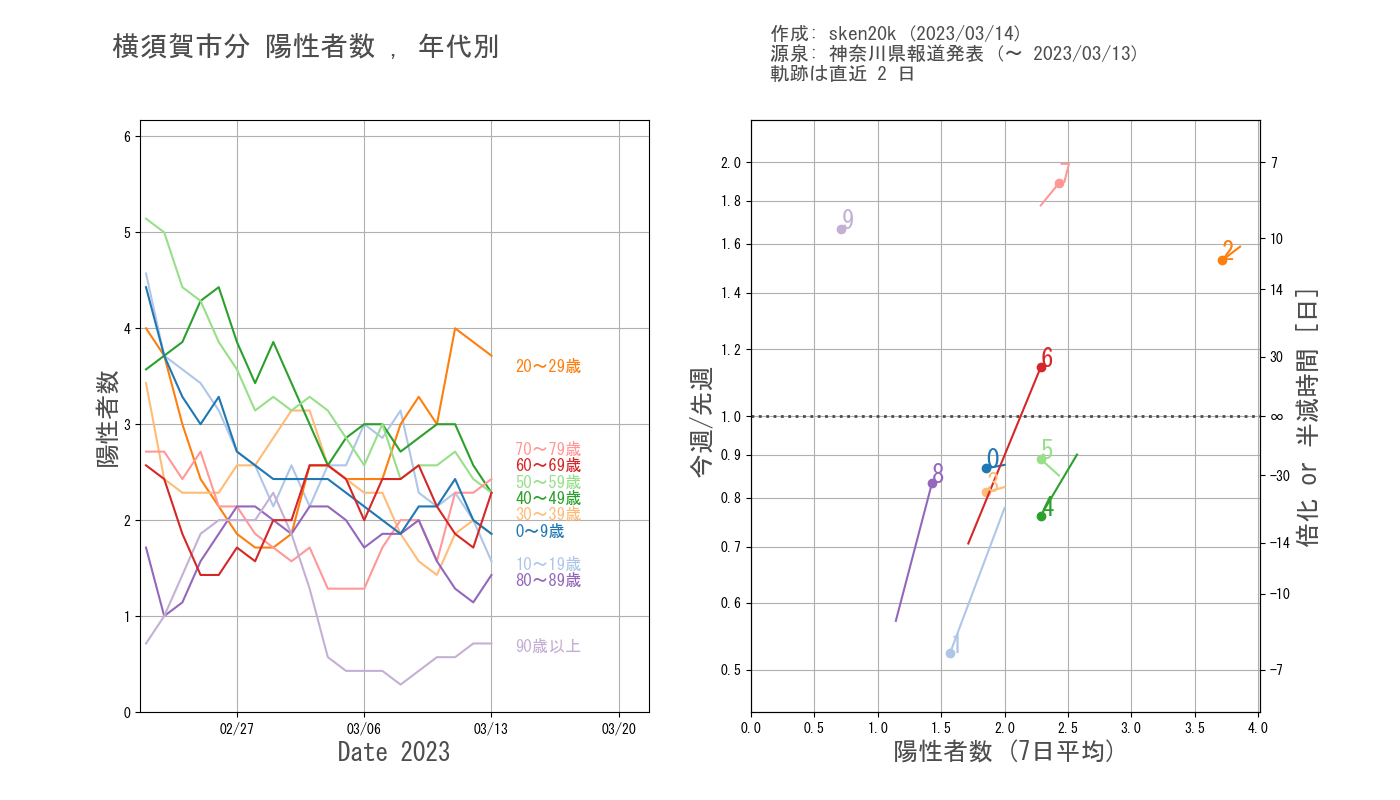 横須賀市分 陽性者数 , 年代別
作成: sken20k (2023/03/14)
源泉: 神奈川県報道発表 (〜 2023/03/13)
軌跡は直近 2 日
陽性者数
6
5
4
3
2
1
0
02/27
03/06
03/13
03/20
Date 2023
20〜29歳
70〜79歳
60〜69歳
50〜59歳
40〜49歳
30〜39歳
0〜9歳
10〜19歳
80〜89歳
90歳以上
今週/先週
2.0
1.8
1.6
1.4
1.2
1.0
0.9
0.8
0.7
0.6
0.5
7
9
2
6
5
0
8
3
4
1
0.0
0.5
1.0
1.5
2.0
2.5
3.0
3.5
4.0
陽性者数 (7日平均)
7
10
14
30
∞
−30
−14
−10
−7
倍化 or 半減時間 [日]